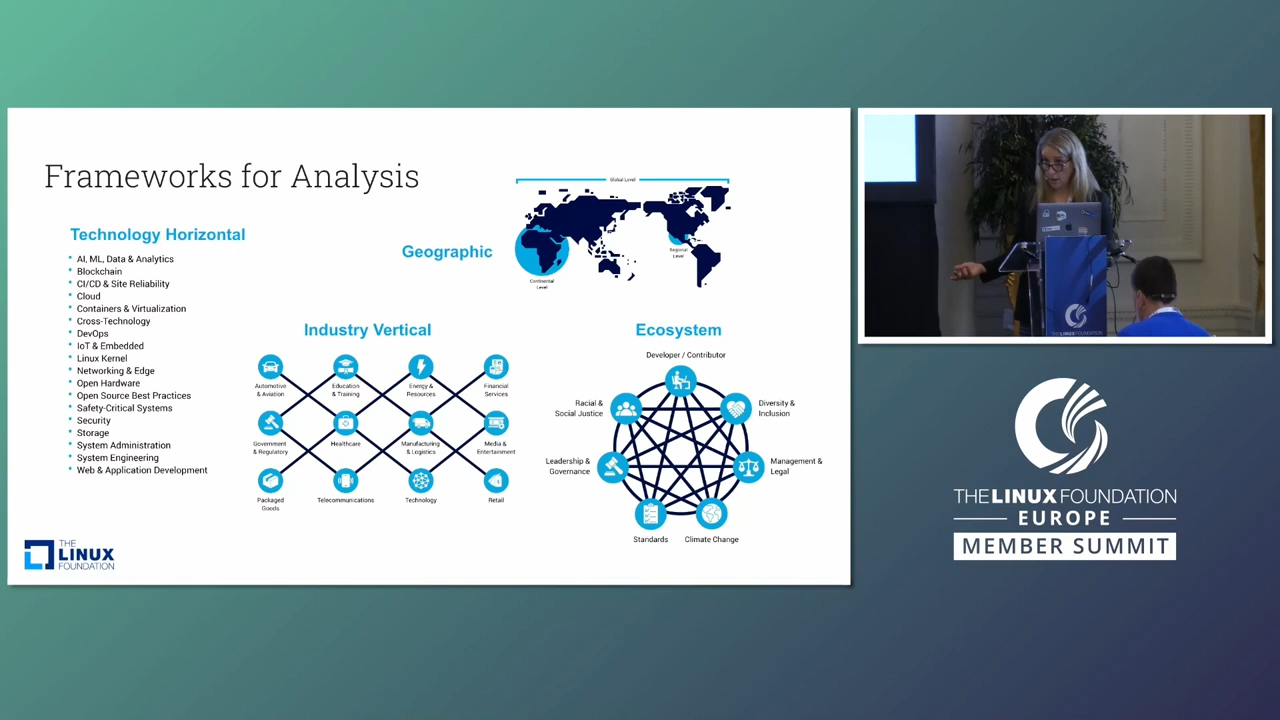 Frameworks for Analysis
Technology Horizontal
AI, ML, Data & Analytics
Blockchain
CI/CD & Site Reliability
Cloud
Containers & Virtualization
Cross-Technology
DevOps
IoT & Embedded
Linux Kernel
Networking & Edge
Open Hardware
Open Source Best Practices
Safety-Critical Systems
Security
Storage
System Administration
System Engineering
Web & Application Development
Geographic
Global Level
Continental
Level
Regional
Level
Industry Vertical
Automotive
& Aviation
Education
& Training
Energy &
Resources
Financial
Services
Government
& Regulatory
Healthcare
Manufacturing
& Logistics
Media &
Entertainment
Packaged
Goods
Telecommunications
Technology
Retail
Ecosystem
Developer / Contributor
Racial &
Social Justice
Diversity &
Inclusion
Leadership &
Governance
Management &
Legal
Standards
Climate Change
THE
LINUX
FOUNDATION
THE LINUX FOUNDATION
THE LINUX FOUNDATION
EUROPE
MEMBER SUMMIT